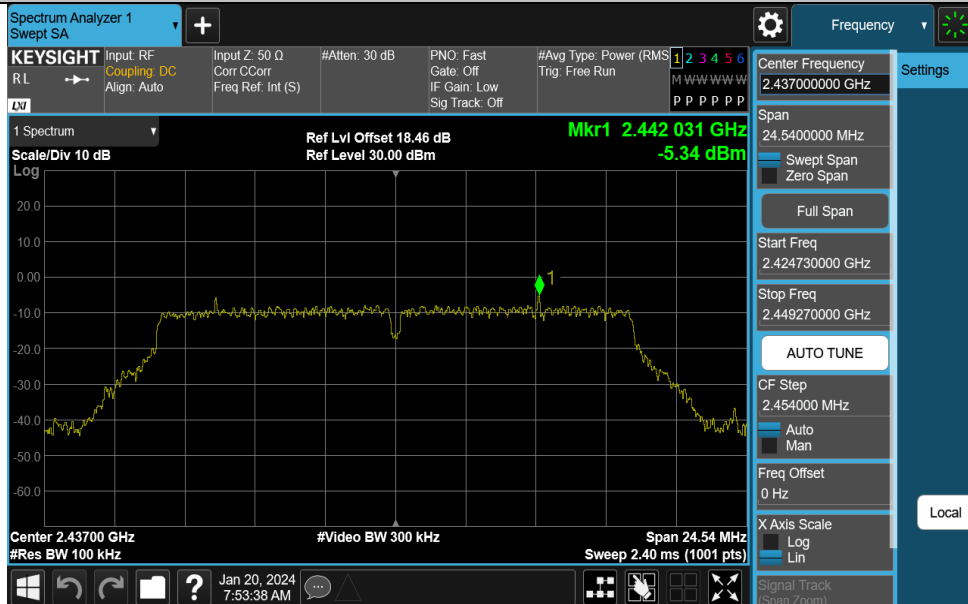 Spectrum Analyzer 1
Swept SA
+
Frequency
KEYSIGHT
R L
LXI
Input: RF
Coupling: DC
Align: Auto
Input Z: 50 Ω
Corr CCorr
Freq Ref: Int (S)
#Atten: 30 dB
PNO: Fast
Gate: Off
IF Gain: Low
Sig Track: Off
#Avg Type: Power (RMS
Trig: Free Run
1 2 3 4 5 6
M W W W W W
P P P P P P
1 Spectrum
Scale/Div 10 dB
Log
Ref Lvl Offset 18.46 dB
Ref Level 30.00 dBm
Mkr1 2.442 031 GHz
-5.34 dBm
20.0
10.0
0.00
-10.0
-20.0
-30.0
-40.0
-50.0
-60.0
1
Center 2.43700 GHz
#Res BW 100 kHz
#Video BW 300 kHz
Span 24.54 MHz
Sweep 2.40 ms (1001 pts)
Center Frequency
2.437000000 GHz
Settings
Span
24.5400000 MHz
Swept Span
Zero Span
Full Span
Start Freq
2.424730000 GHz
Stop Freq
2.449270000 GHz
AUTO TUNE
CF Step
2.454000 MHz
Auto
Man
Freq Offset
0 Hz
Local
X Axis Scale
Log
Lin
Signal Track
(Span Zoom)
?
Jan 20, 2024
7:53:38 AM